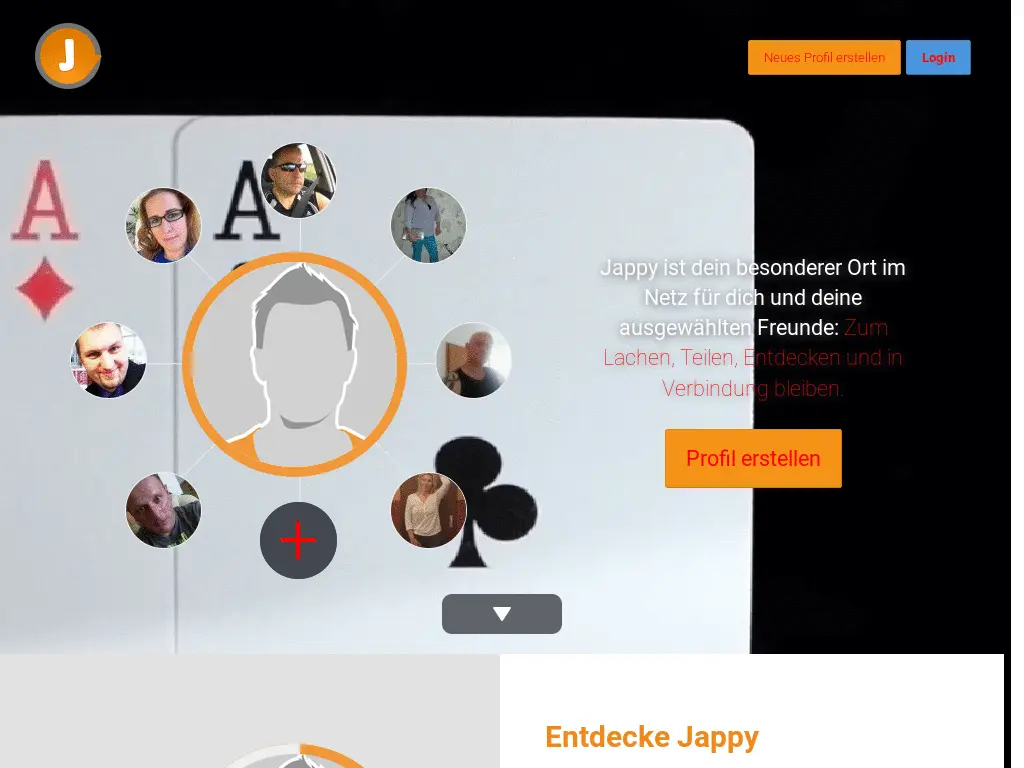 J
Neues Profil erstellen
Login
A
A
Jappy ist dein besonderer Ort im
Netz für dich und deine
ausgewählten Freunde: Zum
Lachen, Teilen, Entdecken und in
Verbindung bleiben.
Profil erstellen
Entdecke Jappy